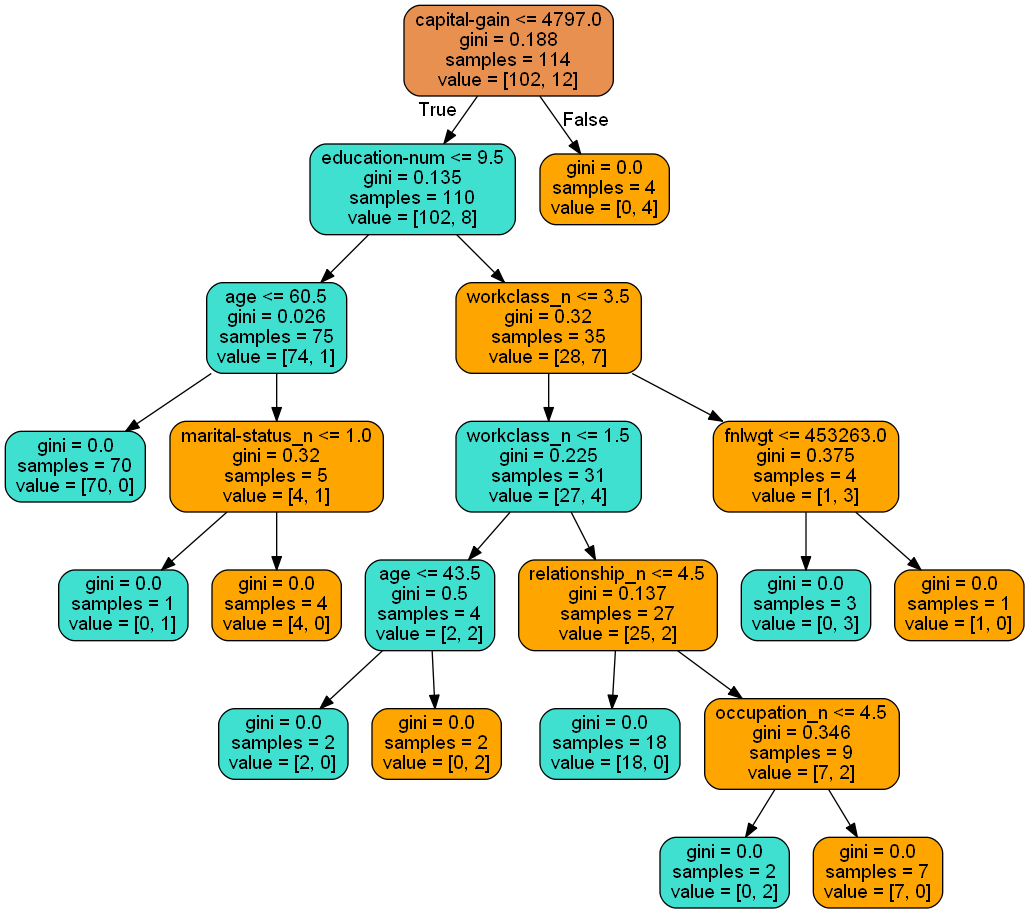 capital-gain <= 4797.0
gini = 0.188
samples = 114
value = [102, 12]
True
False
education-num <= 9.5
gini = 0.135
samples = 110
value = [102, 8]
gini = 0.0
samples = 4
value = [0, 4]
age <= 60.5
gini = 0.026
samples = 75
value = [74, 1]
workclass_n <= 3.5
gini = 0.32
samples = 35
value = [28, 7]
gini = 0.0
samples = 70
value = [70, 0]
marital-status_n <= 1.0
gini = 0.32
samples = 5
value = [4, 1]
workclass_n <= 1.5
gini = 0.225
samples = 31
value = [27, 4]
fnlwgt <= 453263.0
gini = 0.375
samples = 4
value = [1, 3]
gini = 0.0
samples = 1
value = [0, 1]
gini = 0.0
samples = 4
value = [4, 0]
age <= 43.5
gini = 0.5
samples = 4
value = [2, 2]
relationship_n <= 4.5
gini = 0.137
samples = 27
value = [25, 2]
gini = 0.0
samples = 3
value = [0, 3]
gini = 0.0
samples = 1
value = [1, 0]
gini = 0.0
samples = 2
value = [2, 0]
gini = 0.0
samples = 2
value = [0, 2]
gini = 0.0
samples = 18
value = [18, 0]
occupation_n <= 4.5
gini = 0.346
samples = 9
value = [7, 2]
gini = 0.0
samples = 2
value = [0, 2]
gini = 0.0
samples = 7
value = [7, 0]